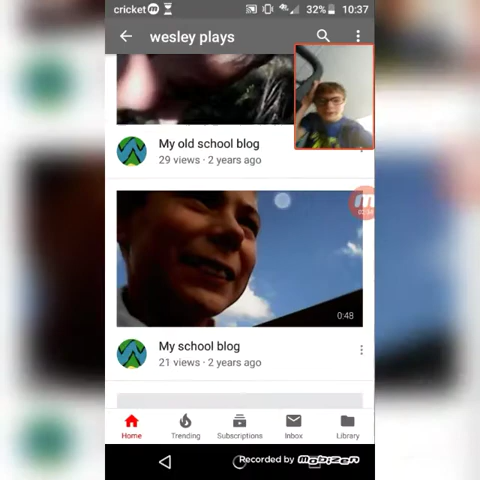 cricket 32% 10:37
wesley plays
My old school blog
29 views · 2 years ago
0:48
My school blog
21 views · 2 years ago
Home Trending Subscriptions Inbox Library
Recorded by mobizen